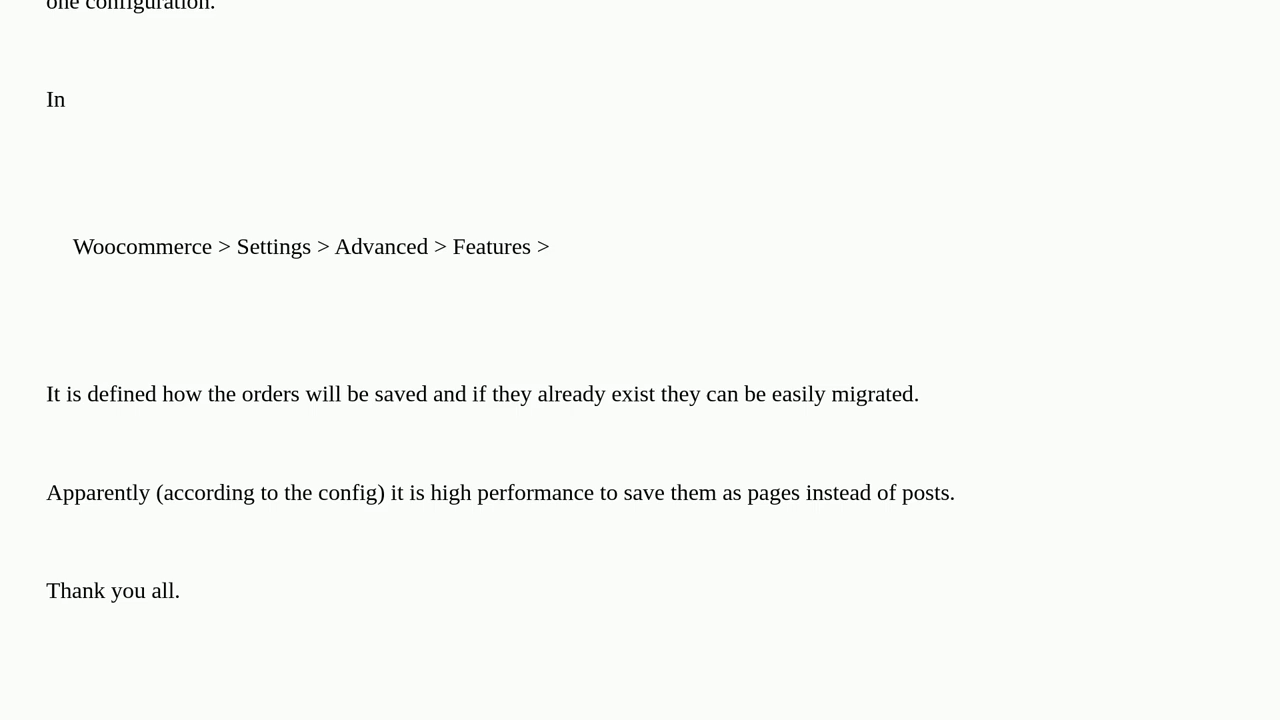 one configuration.
In
Woocommerce > Settings > Advanced > Features >
It is defined how the orders will be saved and if they already exist they can be easily migrated.
Apparently (according to the config) it is high performance to save them as pages instead of posts.
Thank you all.